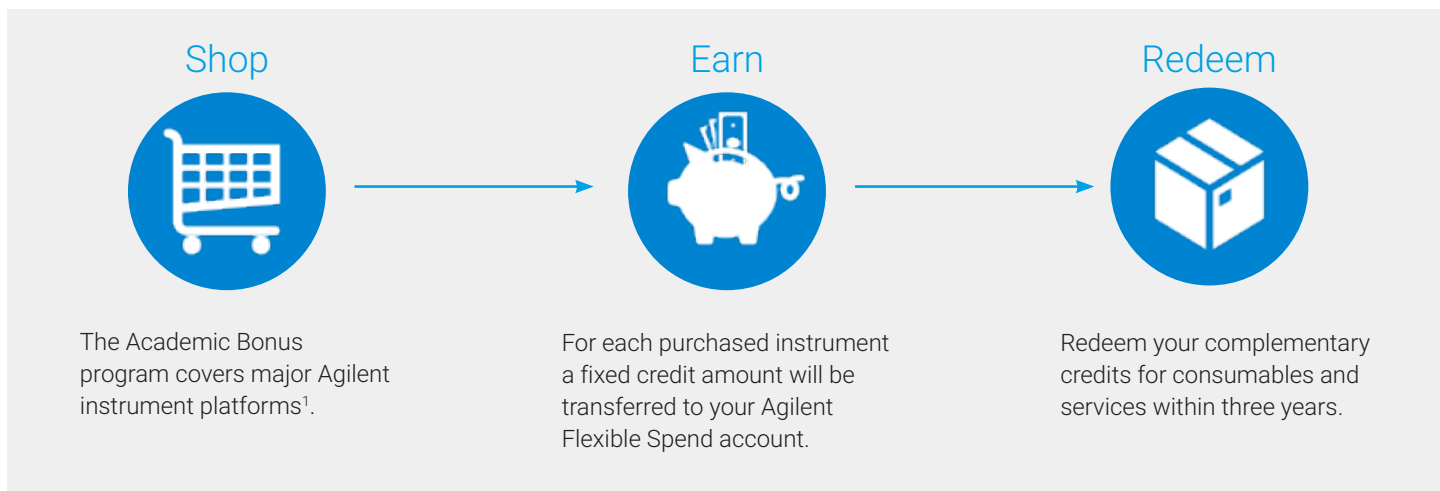 Shop
Earn
Redeem
The Academic Bonus
program covers major Agilent
instrument platforms¹.
For each purchased instrument
a fixed credit amount will be
transferred to your Agilent
Flexible Spend account.
Redeem your complementary
credits for consumables and
services within three years.